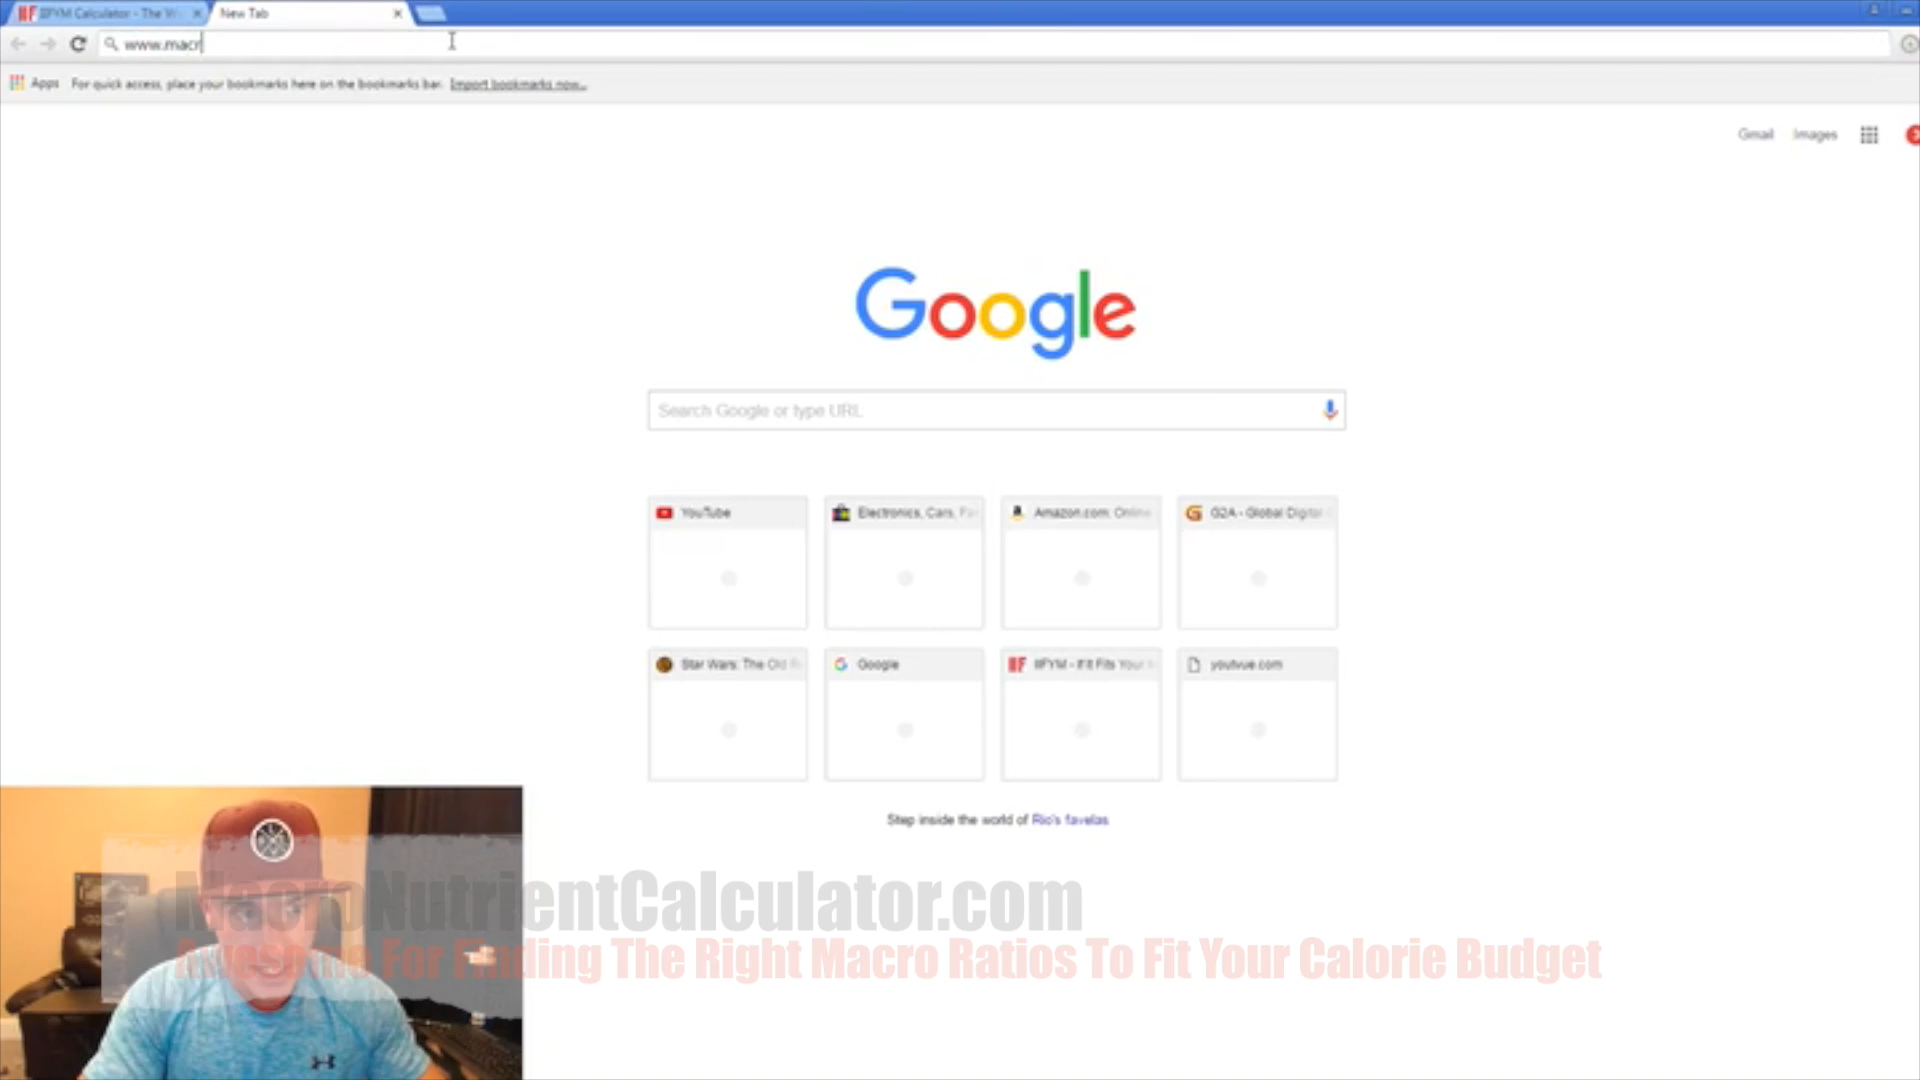 IIFYM Calculator - The W
New Tab
www.macr
Apps For quick access, place your bookmarks here on the bookmarks bar. Import bookmarks now...
Gmail Images
Google
Search Google or type URL
YouTube
Electronics, Cars, Fa
Amazon.com: Online
G2A - Global Digital
Star Wars: The Old R
Google
IIFYM - If It Fits Your
youtvue.com
Step inside the world of Rio's favelas
MacroNutrientCalculator.com
Awesome For Finding The Right Macro Ratios To Fit Your Calorie Budget